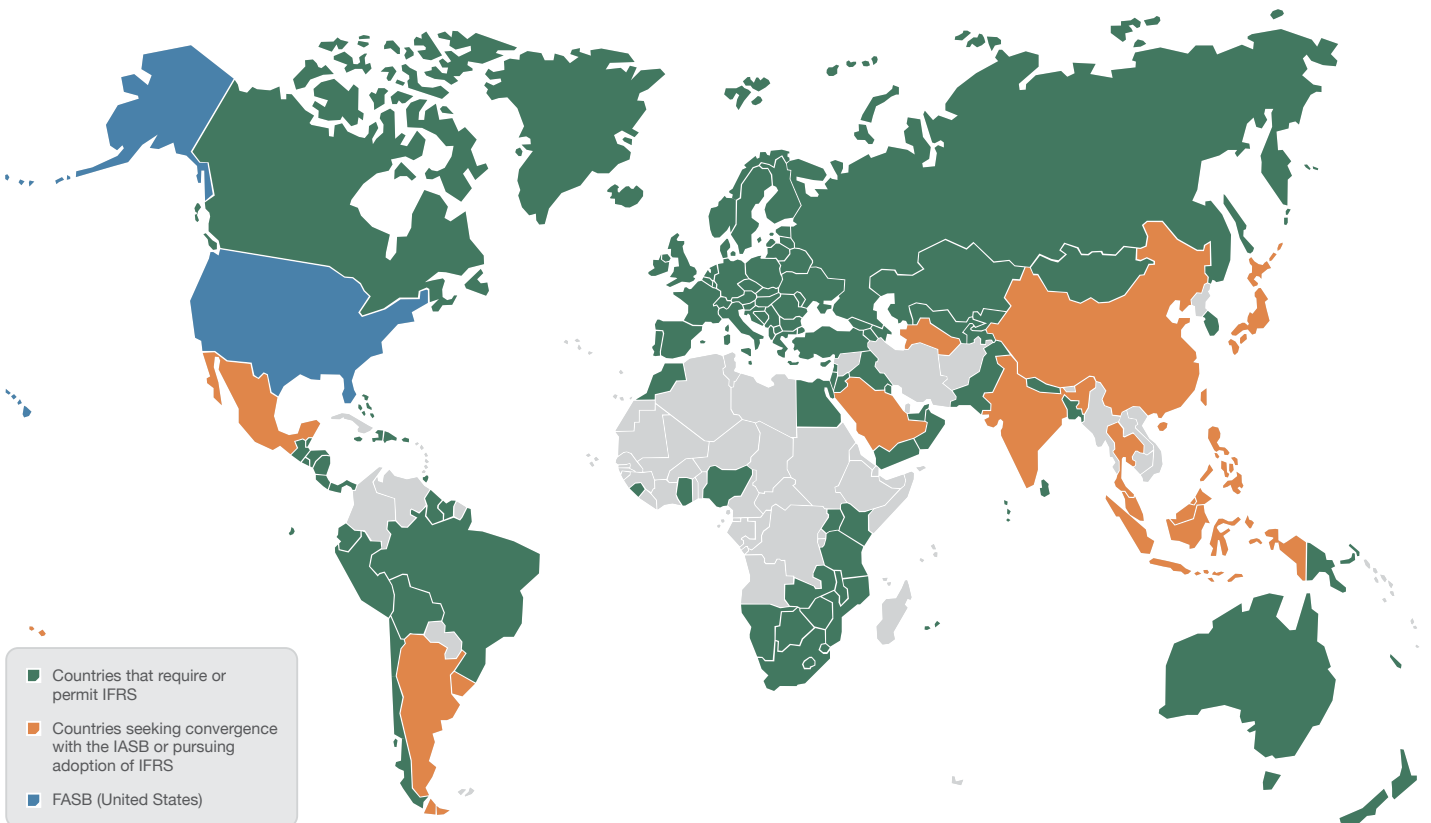 Countries that require or
permit IFRS
Countries seeking convergence
with the IASB or pursuing
adoption of IFRS
FASB (United States)